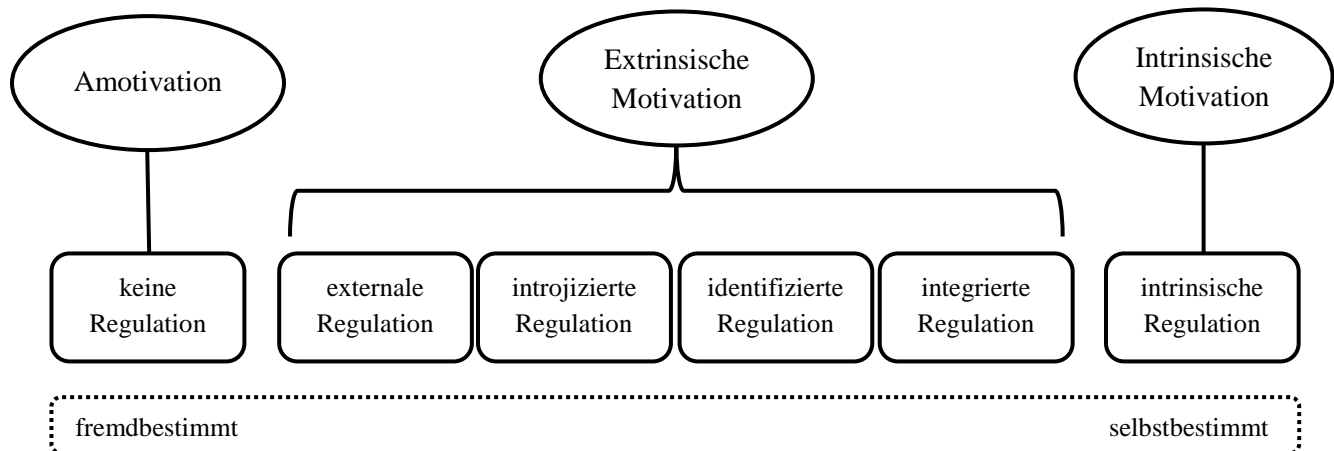 Amotivation
Extrinsische
Motivation
Intrinsische
Motivation
keine
Regulation
externale
Regulation
introjizierte
Regulation
identifizierte
Regulation
integrierte
Regulation
intrinsische
Regulation
fremdbestimmt
selbstbestimmt